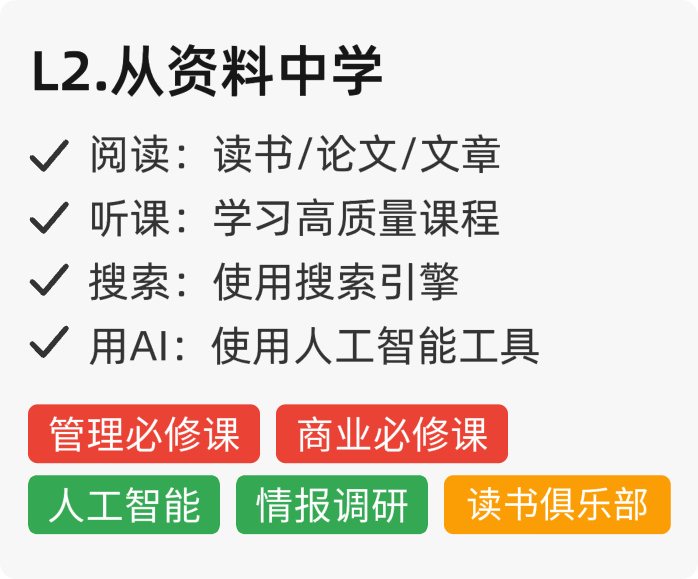 L2.从资料中学
阅读：读书/论文/文章
听课：学习高质量课程
搜索：使用搜索引擎
用AI：使用人工智能工具
管理必修课 商业必修课
人工智能 情报调研 读书俱乐部